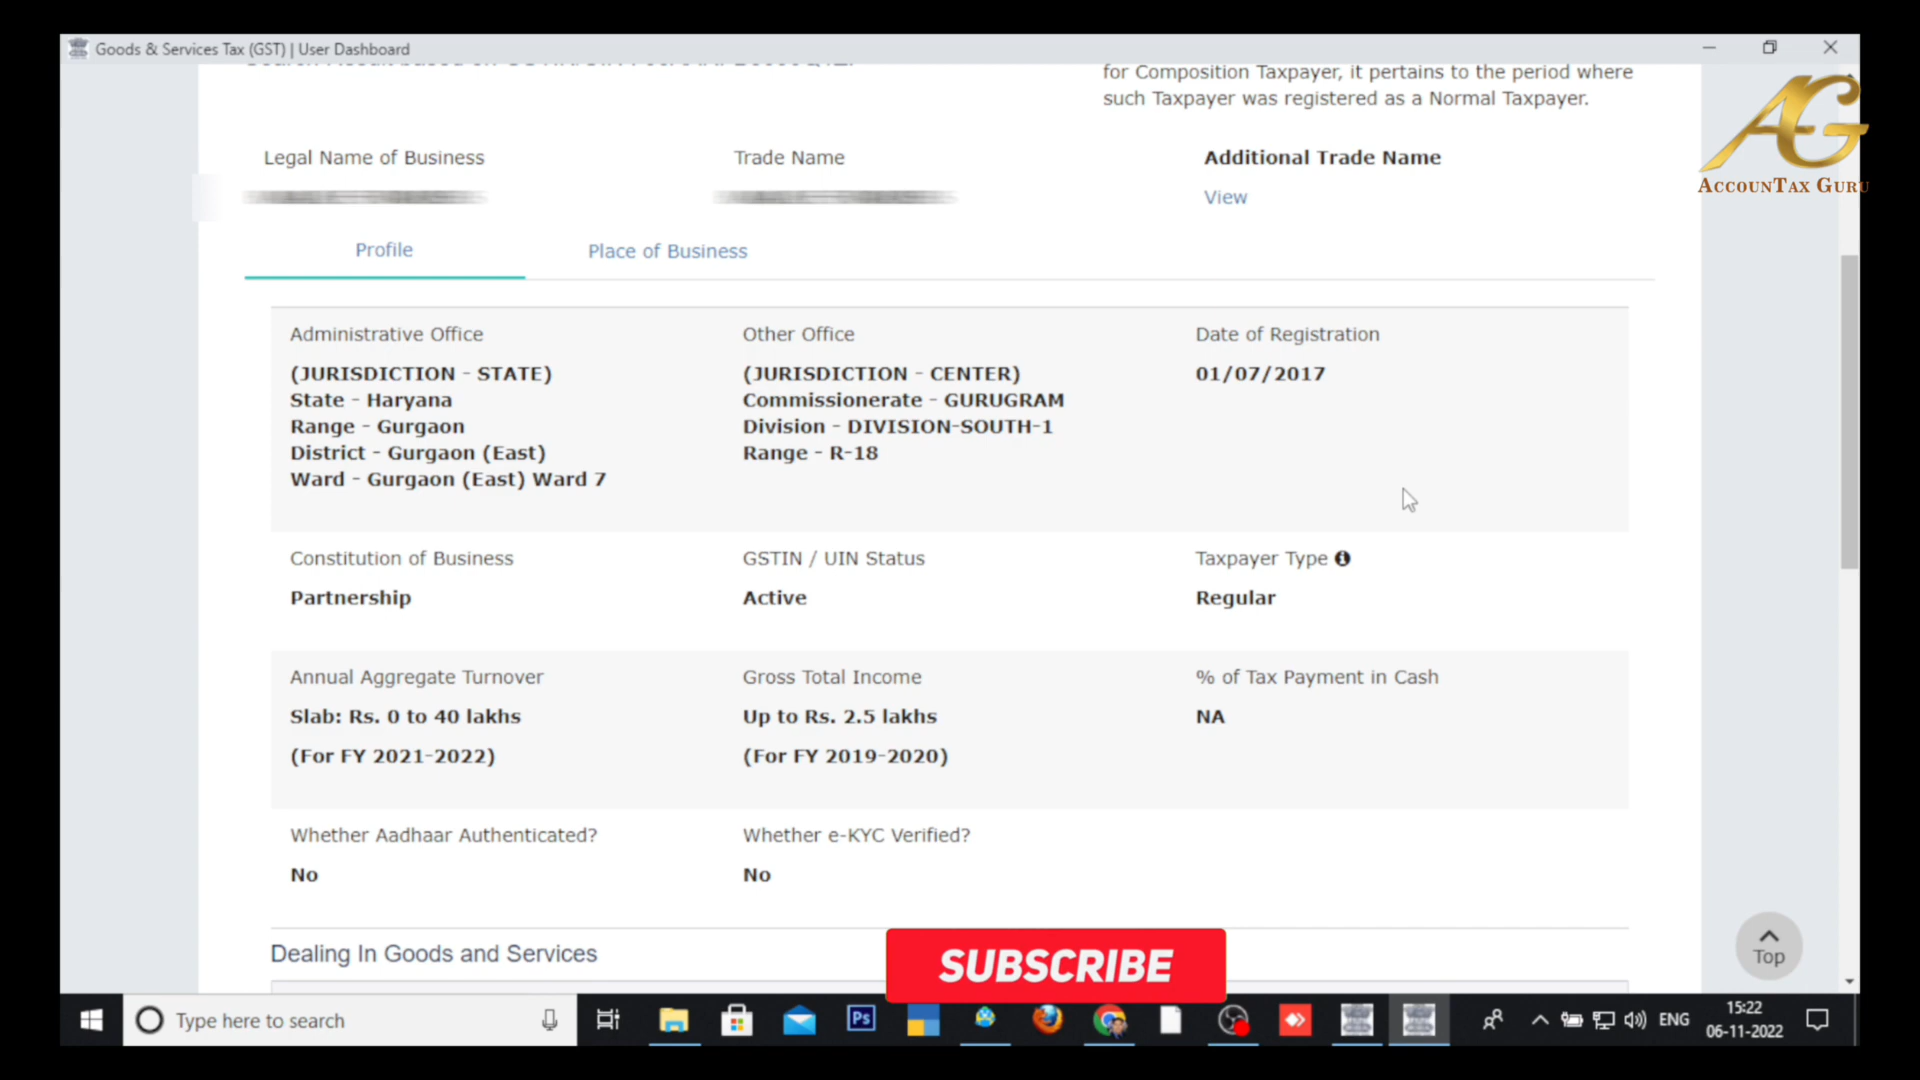 Goods & Services Tax (GST) | User Dashboard
for Composition Taxpayer, it pertains to the period where
such Taxpayer was registered as a Normal Taxpayer.
AG
ACCOUNTAX GURU
Legal Name of Business
Trade Name
Additional Trade Name
View
Profile
Place of Business
Administrative Office
Other Office
Date of Registration
(JURISDICTION - STATE)
(JURISDICTION - CENTER)
01/07/2017
State - Haryana
Commissionerate - GURUGRAM
Range - Gurgaon
Division - DIVISION-SOUTH-1
District - Gurgaon (East)
Range - R-18
Ward - Gurgaon (East) Ward 7
Constitution of Business
GSTIN / UIN Status
Taxpayer Type
Partnership
Active
Regular
Annual Aggregate Turnover
Gross Total Income
% of Tax Payment in Cash
Slab: Rs. 0 to 40 lakhs
Up to Rs. 2.5 lakhs
NA
(For FY 2021-2022)
(For FY 2019-2020)
Whether Aadhaar Authenticated?
Whether e-KYC Verified?
No
No
Dealing In Goods and Services
SUBSCRIBE
Top
Type here to search
Ps
ENG
15:22
06-11-2022